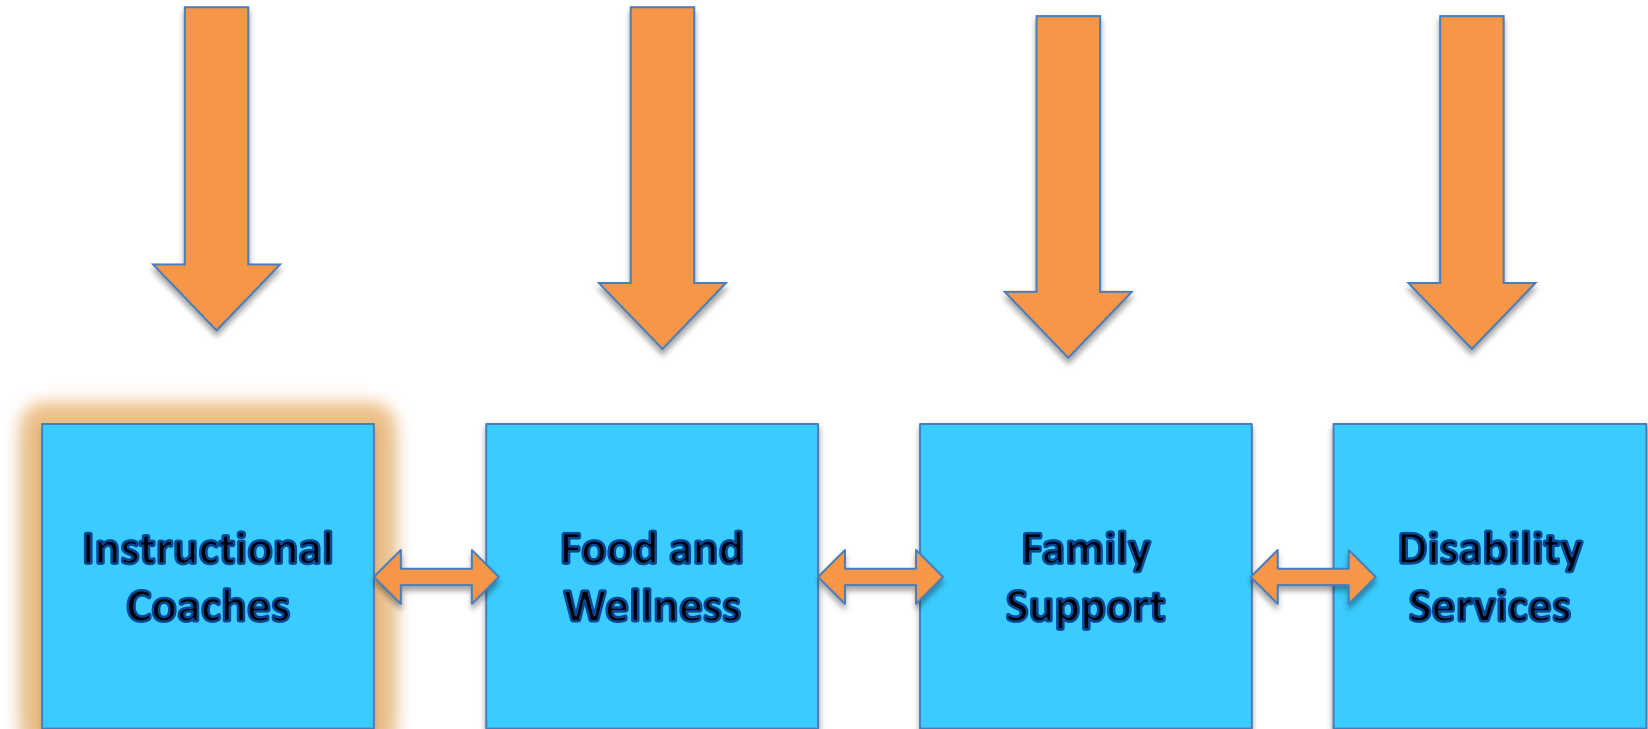 Instructional
Coaches
Food and
Wellness
Family
Support
Disability
Services